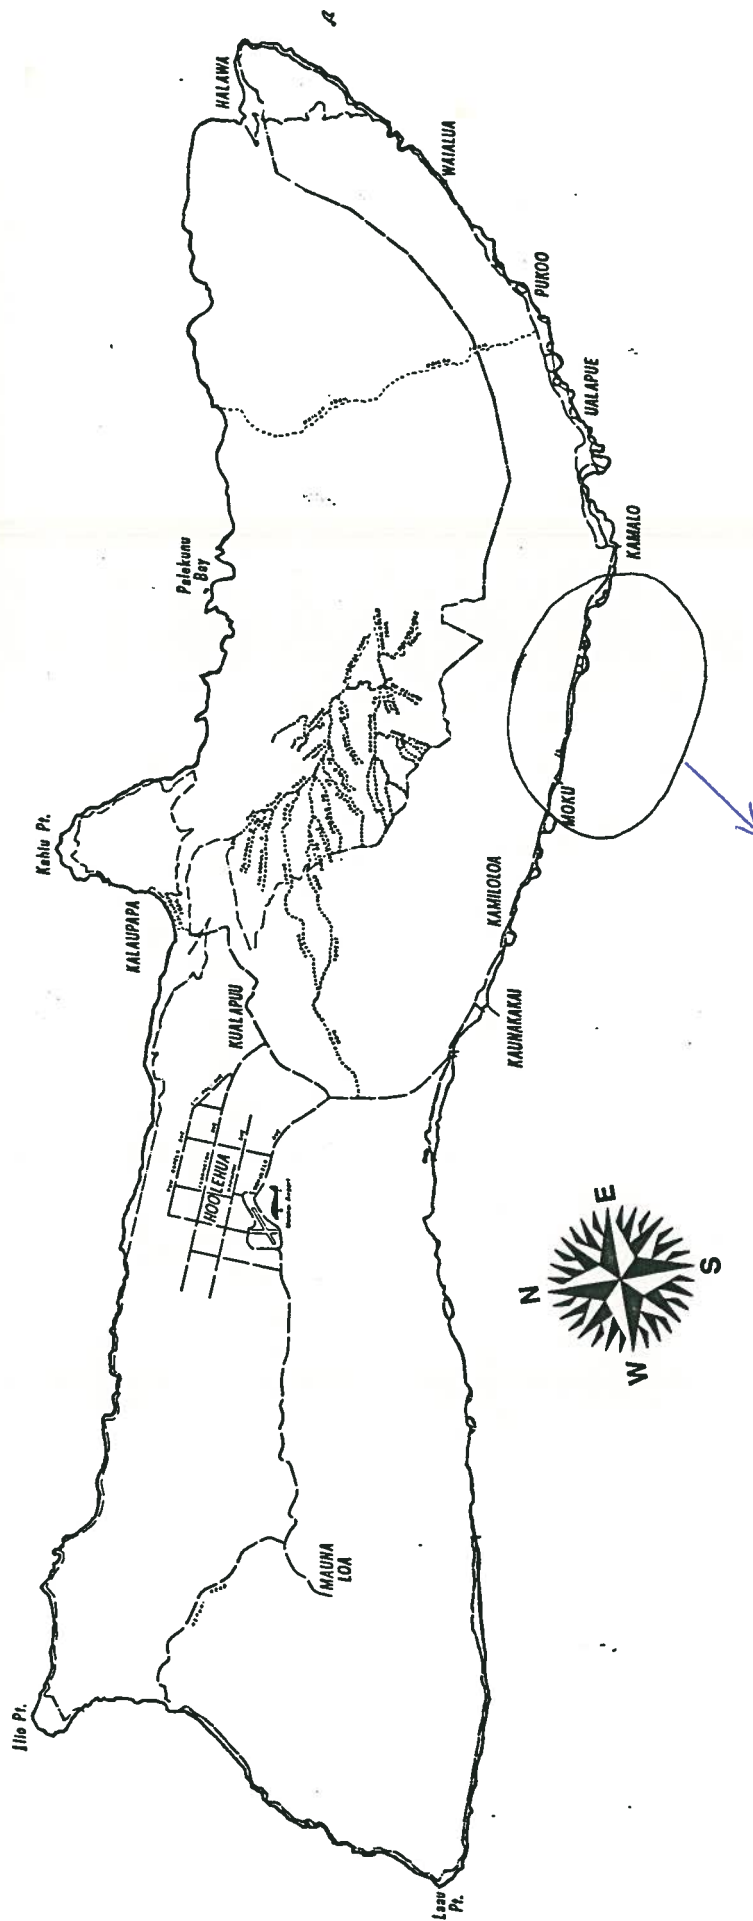 Ilio Pt.
Laau
Pt.
MAUNA
LOA
HOOLEHUA
KUALAPUU
KALAUPAPA
Kahiu Pt.
Pelekunu
Bay
HALAWA
WAIALUA
PUKOO
UALAPUE
KAMALO
MOKU
KAMILOLOA
KAUNAKAKAI
N
E
S
W